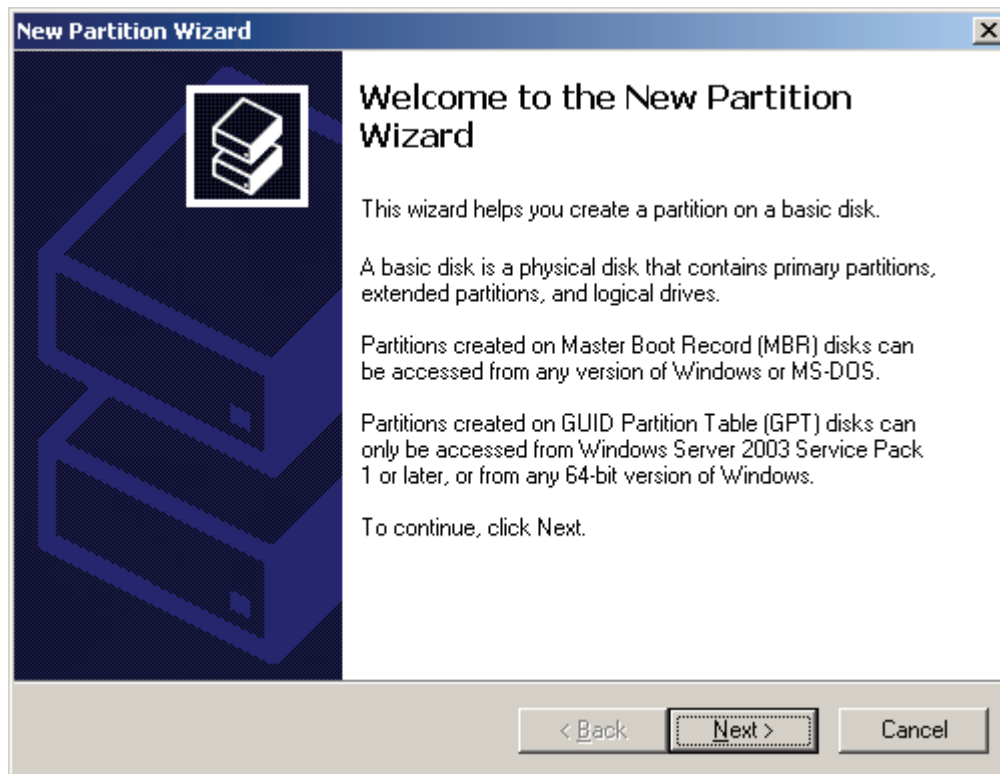 New Partition Wizard
Welcome to the New Partition
Wizard
This wizard helps you create a partition on a basic disk.
A basic disk is a physical disk that contains primary partitions,
extended partitions, and logical drives.
Partitions created on Master Boot Record (MBR) disks can
be accessed from any version of Windows or MS-DOS.
Partitions created on GUID Partition Table (GPT) disks can
only be accessed from Windows Server 2003 Service Pack
1 or later, or from any 64-bit version of Windows.
To continue, click Next.
< Back
Next >
Cancel